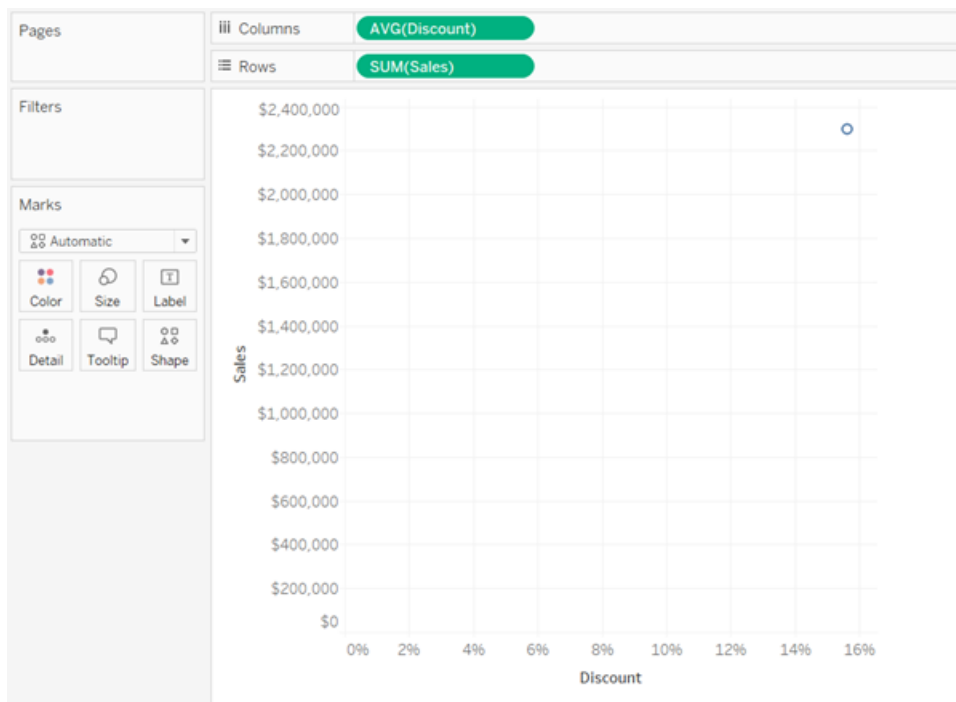 Pages
Columns
AVG(Discount)
Rows
SUM(Sales)
Filters
Marks
Automatic
Color
Size
T
Label
Detail
Tooltip
Shape
Sales
$2,400,000
$2,200,000
$2,000,000
$1,800,000
$1,600,000
$1,400,000
$1,200,000
$1,000,000
$800,000
$600,000
$400,000
$200,000
$0
0% 2% 4% 6% 8% 10% 12% 14% 16%
Discount